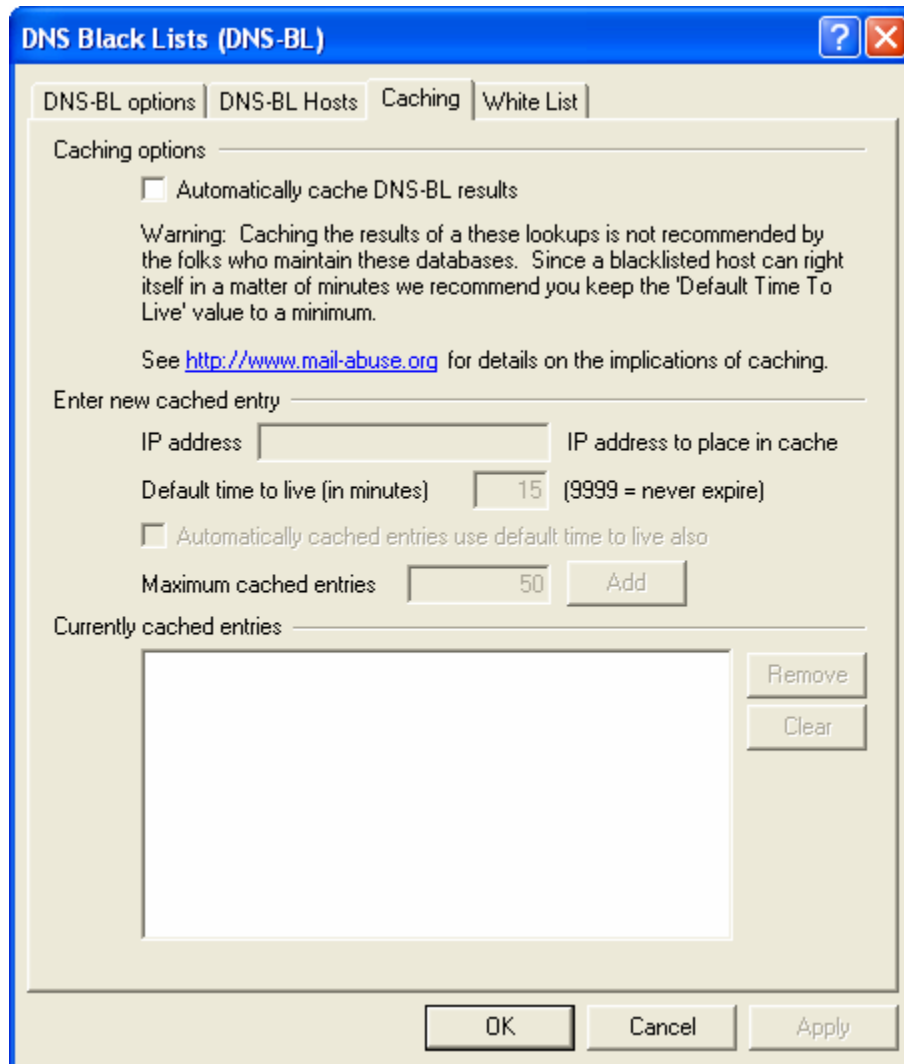 DNS Black Lists (DNS-BL)
?
DNS-BL options DNS-BL Hosts Caching White List
Caching options
Automatically cache DNS-BL results
Warning: Caching the results of a these lookups is not recommended by
the folks who maintain these databases. Since a blacklisted host can right
itself in a matter of minutes we recommend you keep the 'Default Time To
Live' value to a minimum.
See http://www.mail-abuse.org for details on the implications of caching.
Enter new cached entry
IP address IP address to place in cache
Default time to live (in minutes) 15 (9999 = never expire)
Automatically cached entries use default time to live also
Maximum cached entries 50 Add
Currently cached entries
Remove
Clear
OK Cancel Apply